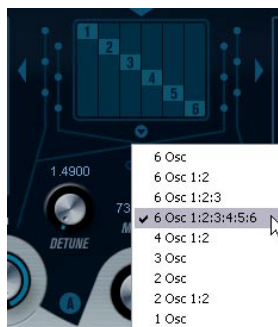 1
2
3
4
5
6
1.4900
73
DETUNE
M
A
6 Osc
6 Osc 1:2
6 Osc 1:2:3
6 Osc 1:2:3:4:5:6
4 Osc 1:2
3 Osc
2 Osc
2 Osc 1:2
1 Osc